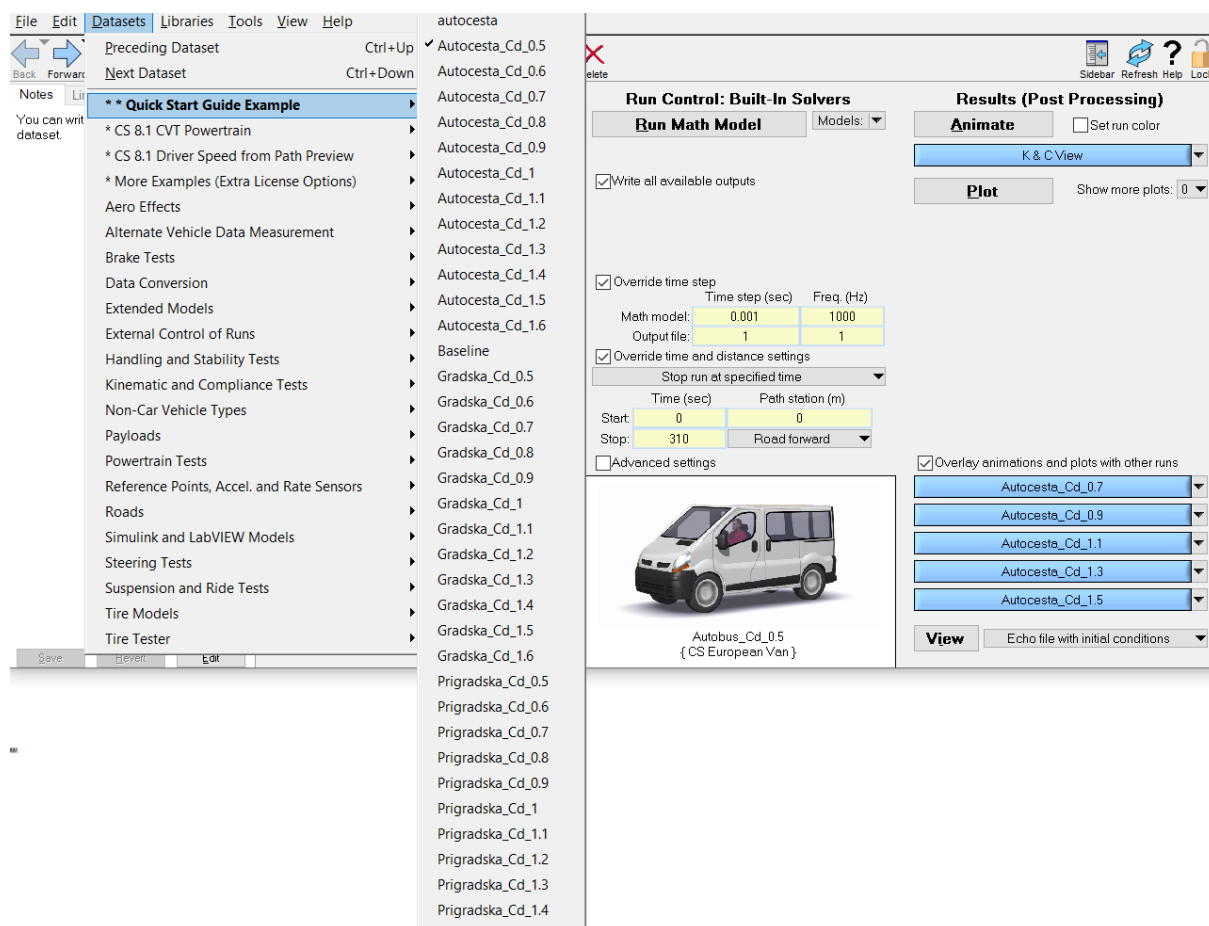 File Edit Datasets Libraries Tools View Help
Back Forward
Notes
You can writ
dataset.
Preceding Dataset Ctrl+Up
Next Dataset Ctrl+Down
* * Quick Start Guide Example
* CS 8.1 CVT Powertrain
* CS 8.1 Driver Speed from Path Preview
* More Examples (Extra License Options)
Aero Effects
Alternate Vehicle Data Measurement
Brake Tests
Data Conversion
Extended Models
External Control of Runs
Handling and Stability Tests
Kinematic and Compliance Tests
Non-Car Vehicle Types
Payloads
Powertrain Tests
Reference Points, Accel. and Rate Sensors
Roads
Simulink and LabVIEW Models
Steering Tests
Suspension and Ride Tests
Tire Models
Tire Tester
Save Revert Edit
autocesta
Autocesta_Cd_0.5
Autocesta_Cd_0.6
Autocesta_Cd_0.7
Autocesta_Cd_0.8
Autocesta_Cd_0.9
Autocesta_Cd_1
Autocesta_Cd_1.1
Autocesta_Cd_1.2
Autocesta_Cd_1.3
Autocesta_Cd_1.4
Autocesta_Cd_1.5
Autocesta_Cd_1.6
Baseline
Gradska_Cd_0.5
Gradska_Cd_0.6
Gradska_Cd_0.7
Gradska_Cd_0.8
Gradska_Cd_0.9
Gradska_Cd_1
Gradska_Cd_1.1
Gradska_Cd_1.2
Gradska_Cd_1.3
Gradska_Cd_1.4
Gradska_Cd_1.5
Gradska_Cd_1.6
Prigradska_Cd_0.5
Prigradska_Cd_0.6
Prigradska_Cd_0.7
Prigradska_Cd_0.8
Prigradska_Cd_0.9
Prigradska_Cd_1
Prigradska_Cd_1.1
Prigradska_Cd_1.2
Prigradska_Cd_1.3
Prigradska_Cd_1.4
elete
Sidebar Refresh Help Loc
Run Control: Built-In Solvers
Run Math Model Models:
Write all available outputs
Override time step
Time step (sec) Freq. (Hz)
Math model: 0.001 1000
Output file: 1 1
Override time and distance settings
Stop run at specified time
Time (sec) Path station (m)
Start: 0 0
Stop: 310 Road forward
Advanced settings
Autobus_Cd_0.5
{ CS European Van }
Results (Post Processing)
Animate Set run color
K & C View
Plot Show more plots: 0
Overlay animations and plots with other runs
Autocesta_Cd_0.7
Autocesta_Cd_0.9
Autocesta_Cd_1.1
Autocesta_Cd_1.3
Autocesta_Cd_1.5
View Echo file with initial conditions